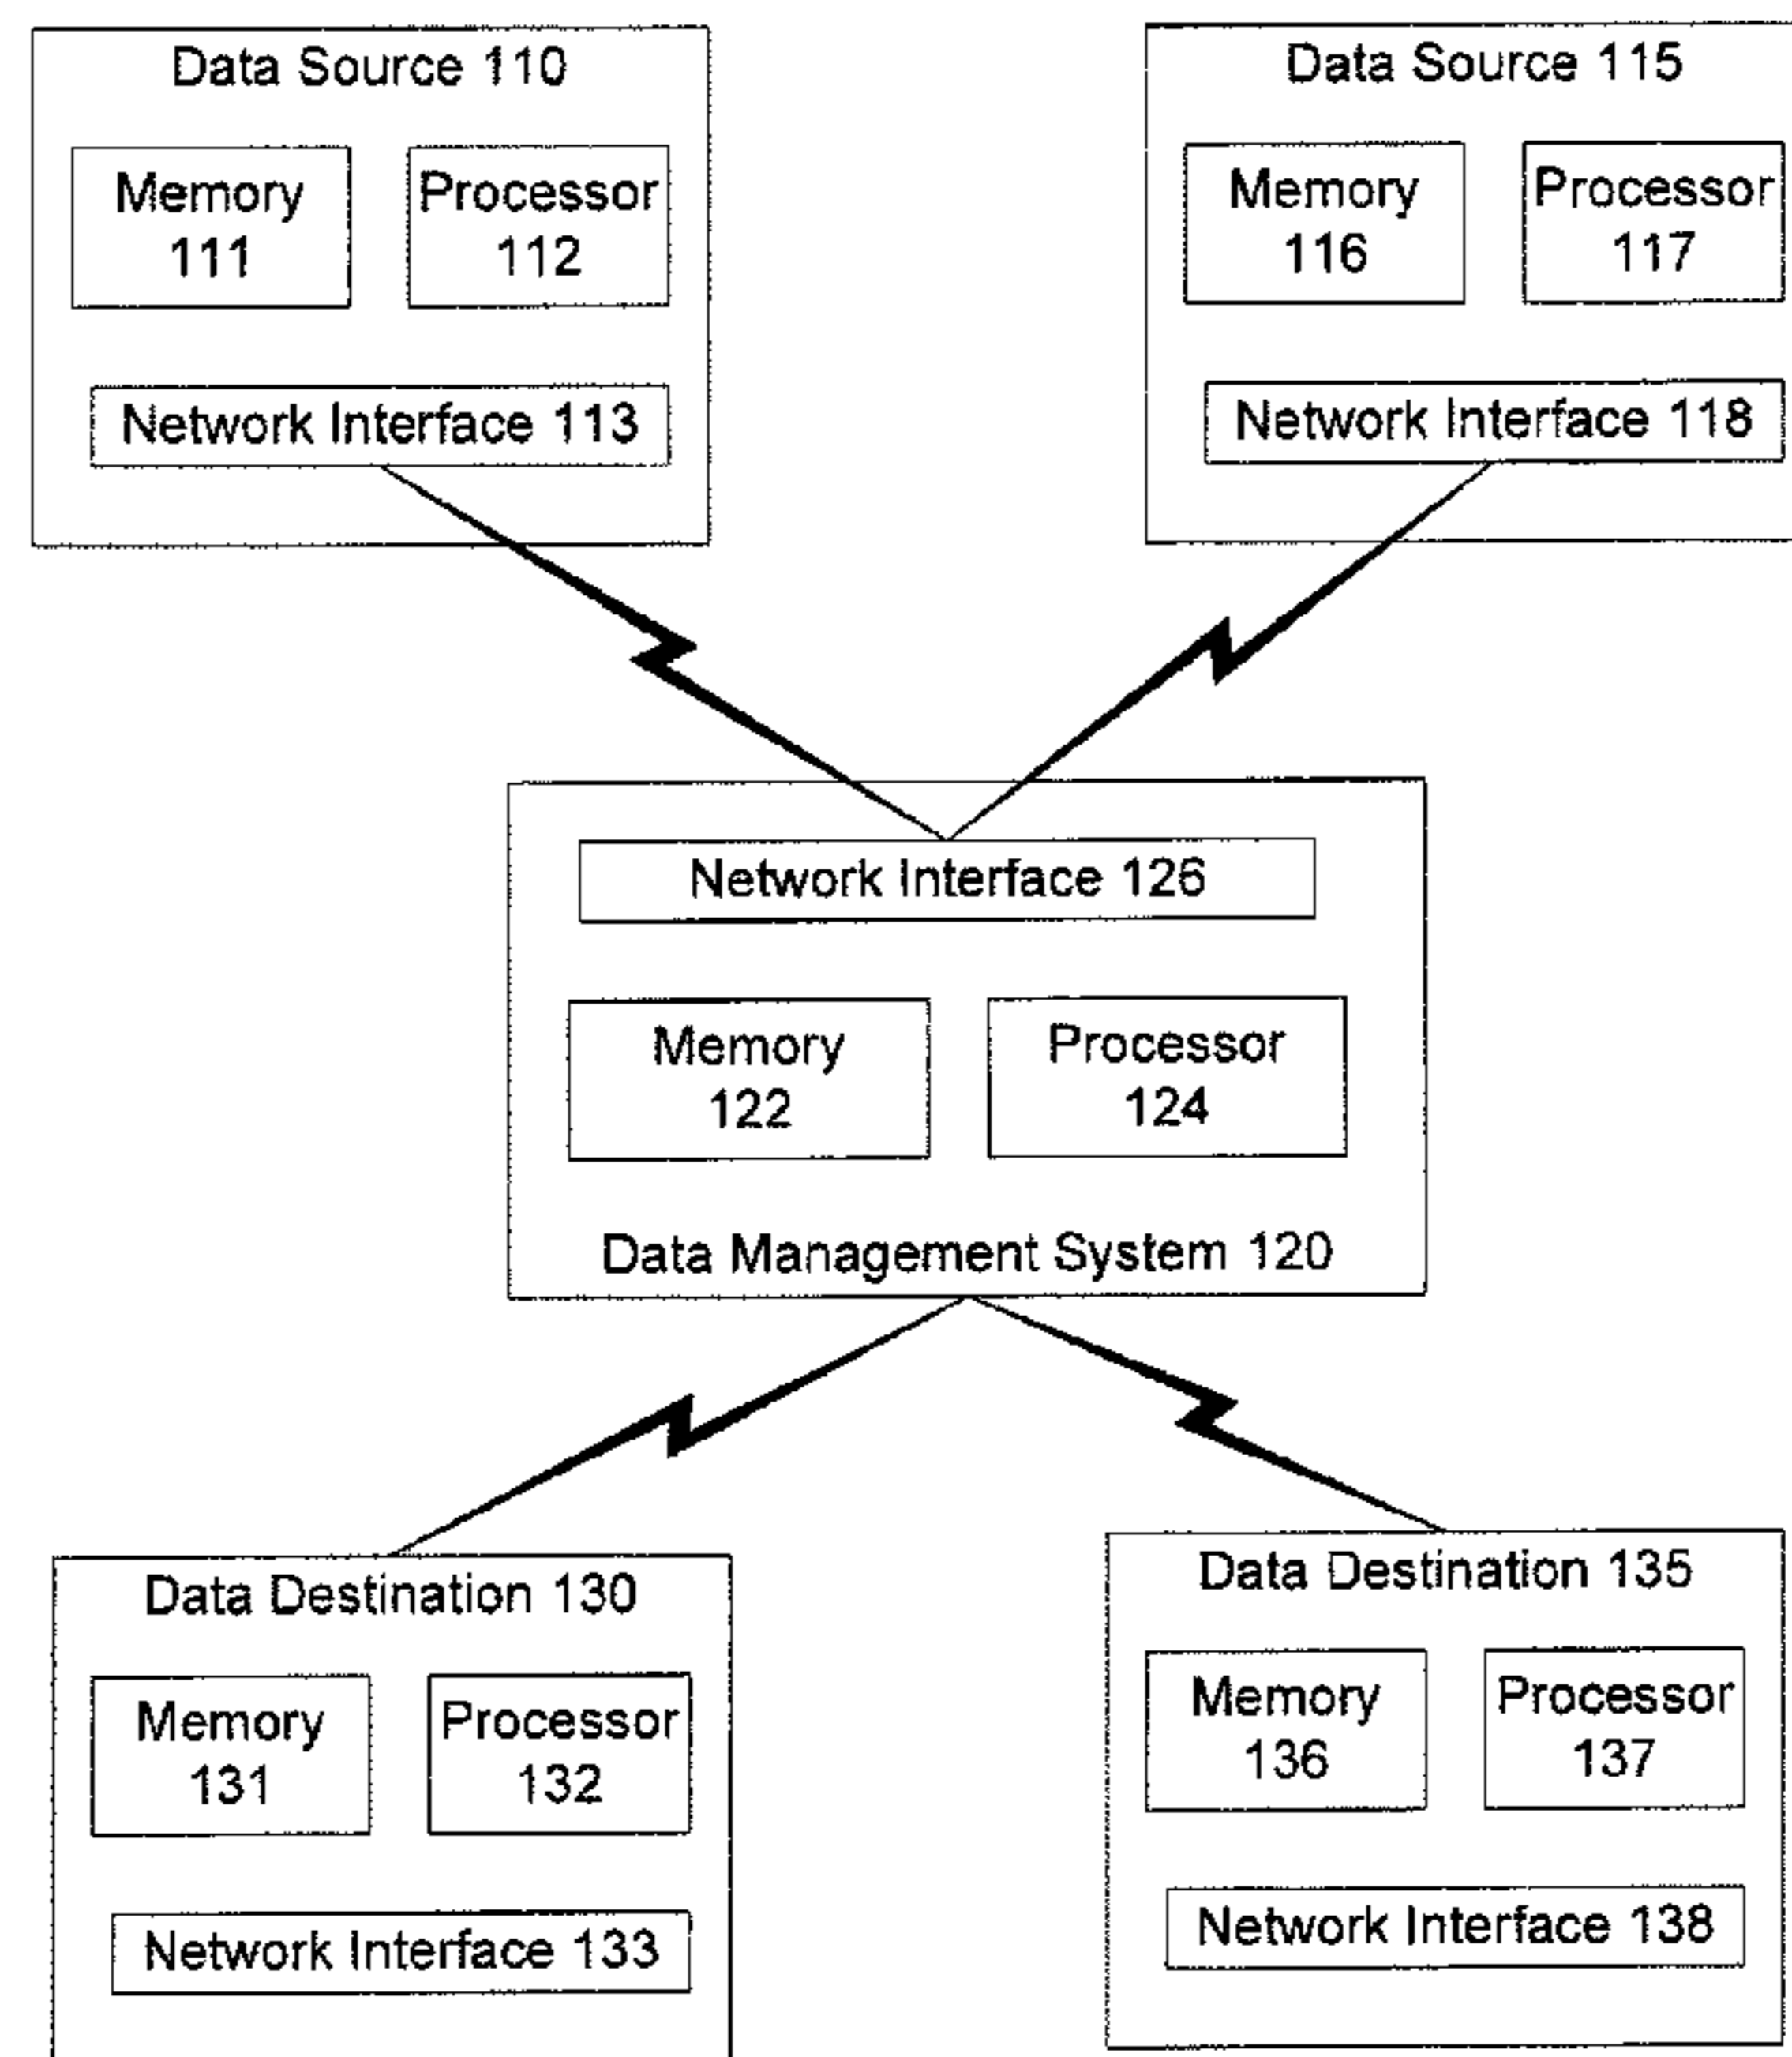 Data Source 110
Memory
111
Processor
112
Network Interface 113
Data Source 115
Memory
116
Processor
117
Network Interface 118
Network Interface 126
Memory
122
Processor
124
Data Management System 120
Data Destination 130
Memory
131
Processor
132
Network Interface 133
Data Destination 135
Memory
136
Processor
137
Network Interface 138